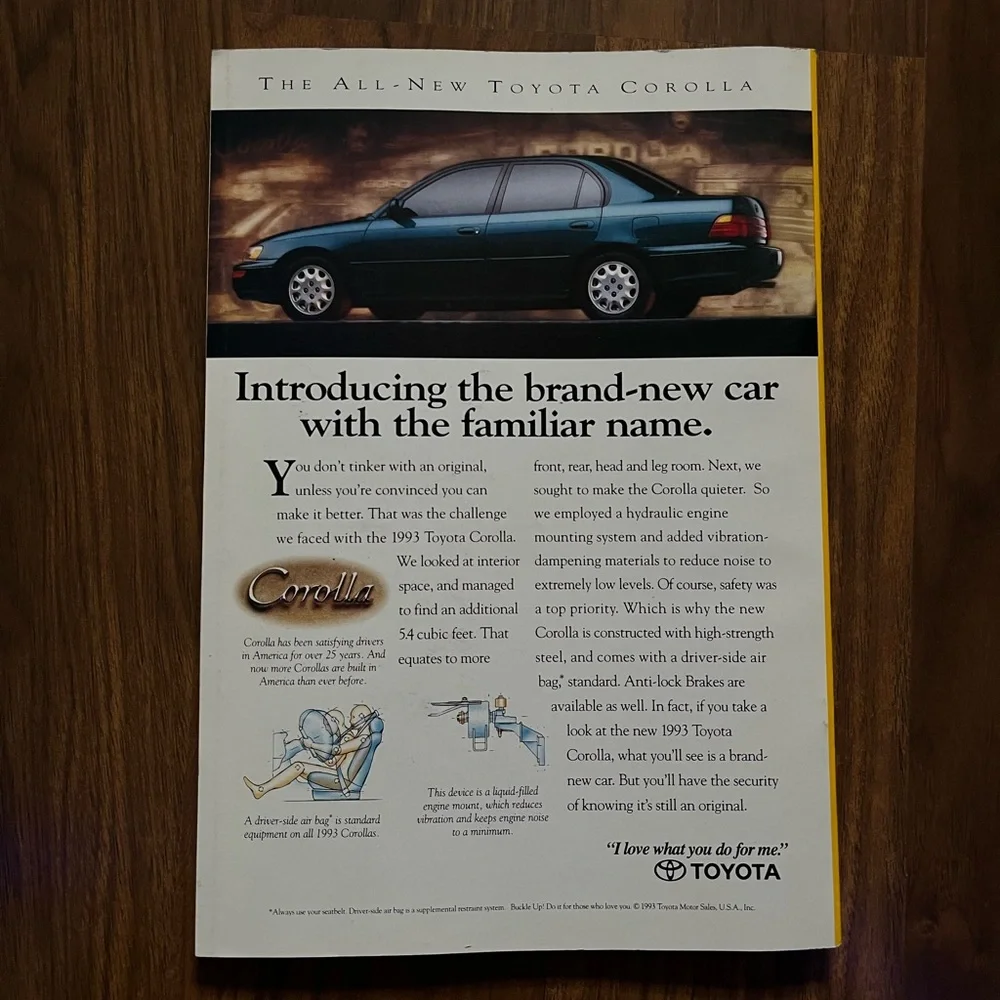 THE ALL-NEW TOYOTA COROLLA
COROLLA
Introducing the brand-new car
with the familiar name.
You don't tinker with an original,
unless you're convinced you can
make it better. That was the challenge
we faced with the 1993 Toyota Corolla.
We looked at interior
space, and managed
to find an additional
5.4 cubic feet. That
equates to more
Corolla
Corolla has been satisfying drivers
in America for over 25 years. And
now more Corollas are built in
America than ever before.
A driver-side air bag* is standard
equipment on all 1993 Corollas.
This device is a liquid-filled
engine mount, which reduces
vibration and keeps engine noise
to a minimum.
front, rear, head and leg room. Next, we
sought to make the Corolla quieter. So
we employed a hydraulic engine
mounting system and added vibration-
dampening materials to reduce noise to
extremely low levels. Of course, safety was
a top priority. Which is why the new
Corolla is constructed with high-strength
steel, and comes with a driver-side air
bag,* standard. Anti-lock Brakes are
available as well. In fact, if you take a
look at the new 1993 Toyota
Corolla, what you'll see is a brand-
new car. But you'll have the security
of knowing it's still an original.
"I love what you do for me."
TOYOTA
*Always use your seatbelt. Driver-side air bag is a supplemental restraint system. Buckle Up! Do it for those who love you. © 1993 Toyota Motor Sales, U.S.A., Inc.